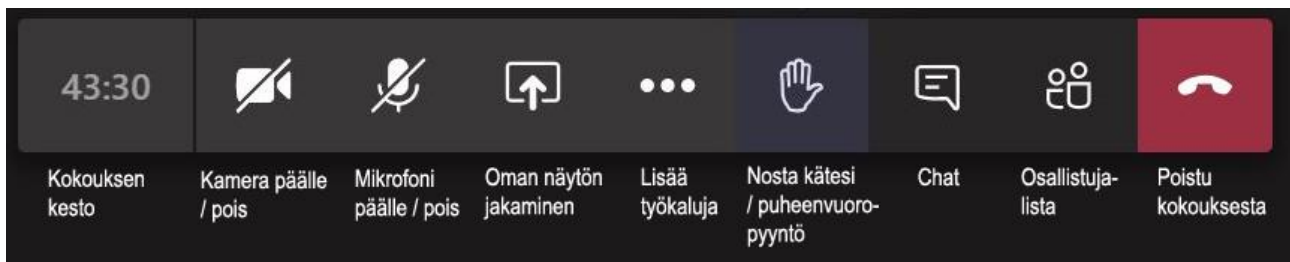 43:30
Kokouksen
kesto
Kamera päälle
/ pois
Mikrofoni
päälle / pois
Oman näytön
jakaminen
Lisää
työkaluja
Nosta kätesi
/ puheenvuoro-
pyyntö
Chat
Osallistuja-
lista
Poistu
kokouksesta